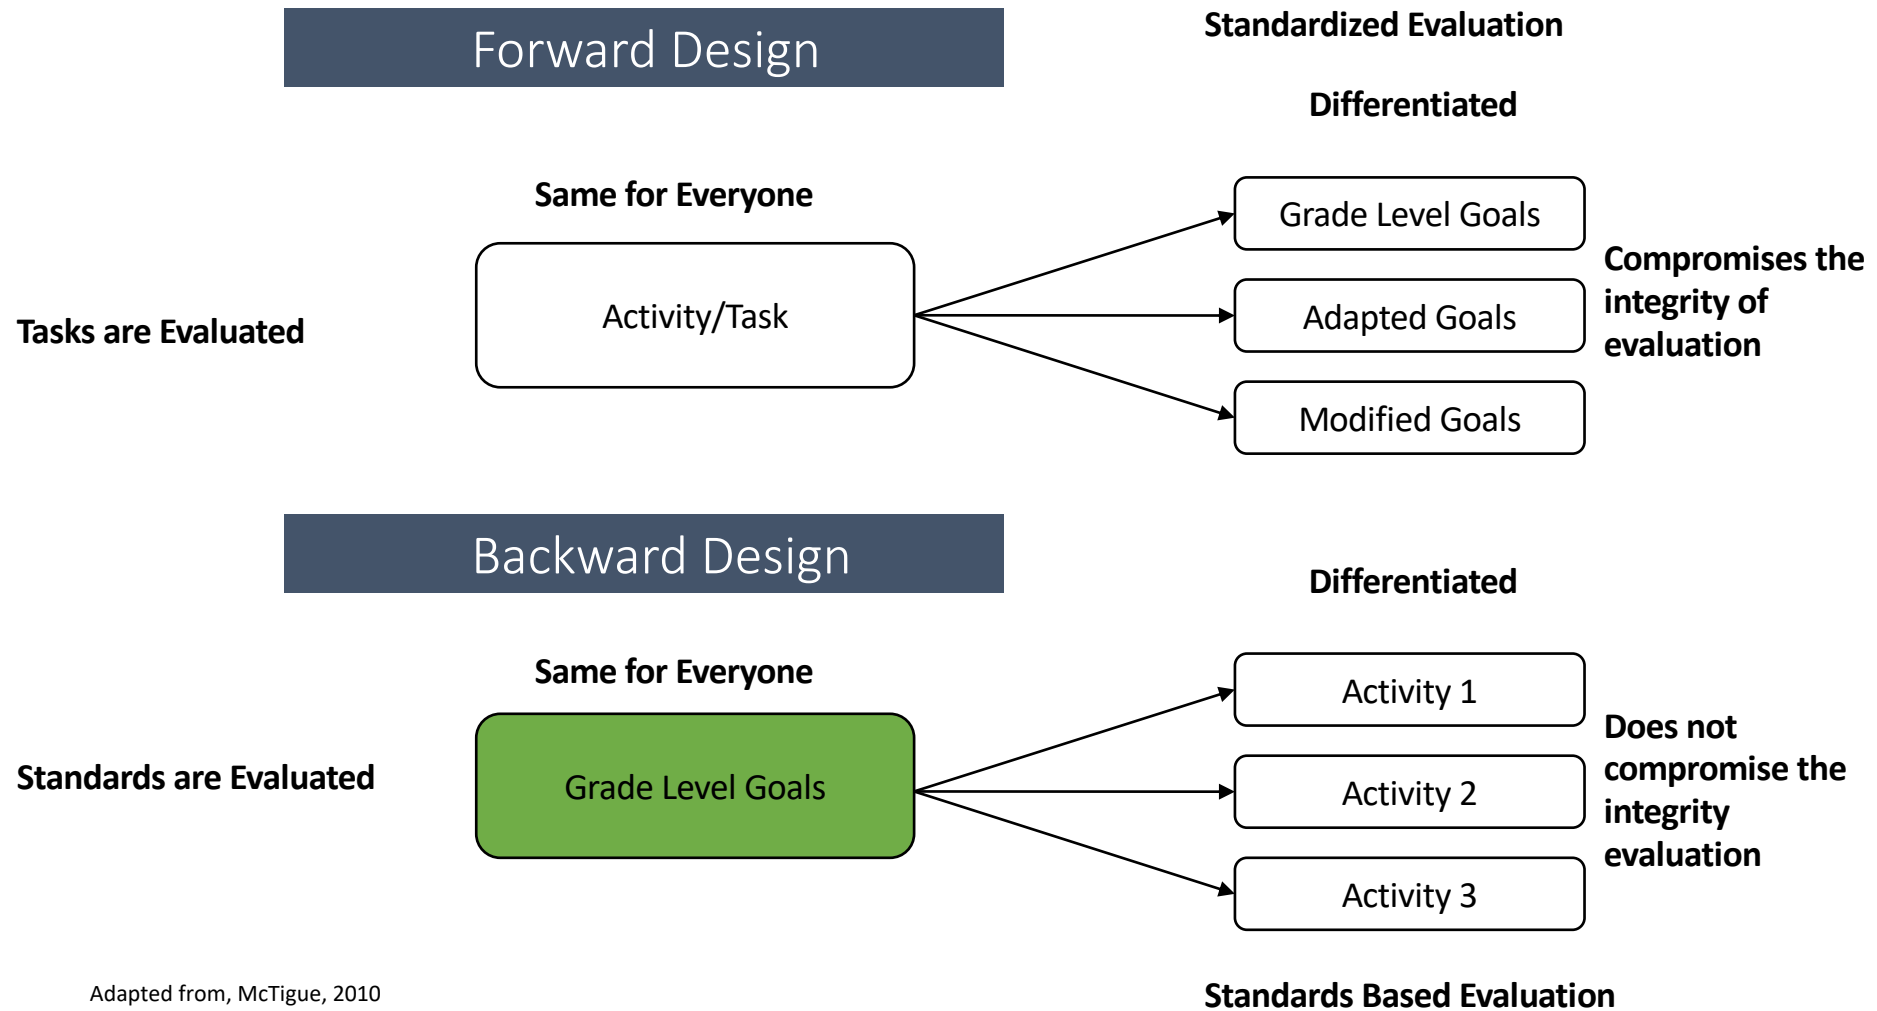 Forward Design
Standardized Evaluation
Differentiated
Same for Everyone
Tasks are Evaluated
Activity/Task
Grade Level Goals
Adapted Goals
Modified Goals
Compromises the
integrity of
evaluation
Backward Design
Differentiated
Same for Everyone
Standards are Evaluated
Grade Level Goals
Activity 1
Activity 2
Activity 3
Does not
compromise the
integrity
evaluation
Adapted from, McTigue, 2010
Standards Based Evaluation